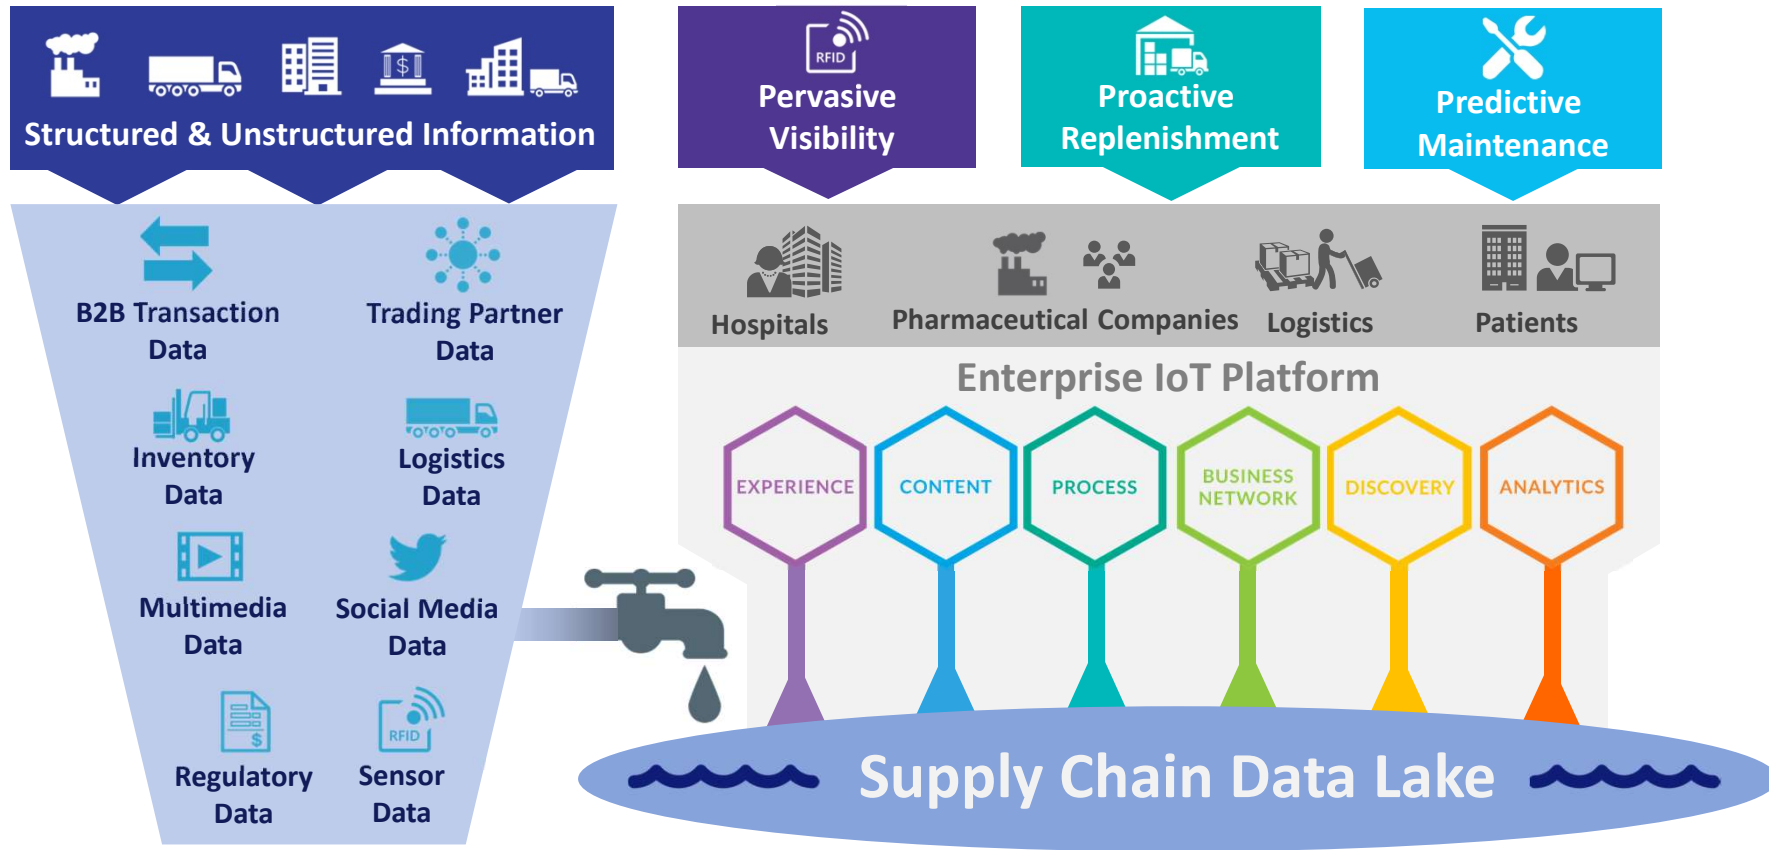 Structured & Unstructured Information
B2B Transaction
Data
Trading Partner
Data
Inventory
Data
Logistics
Data
Multimedia
Data
Social Media
Data
Regulatory
Data
$
RFID
Sensor
Data
$
RFID
Pervasive
Visibility
Proactive
Replenishment
Predictive
Maintenance
Hospitals
Pharmaceutical Companies
Logistics
Patients
Enterprise IoT Platform
EXPERIENCE
CONTENT
PROCESS
BUSINESS
NETWORK
DISCOVERY
ANALYTICS
Supply Chain Data Lake